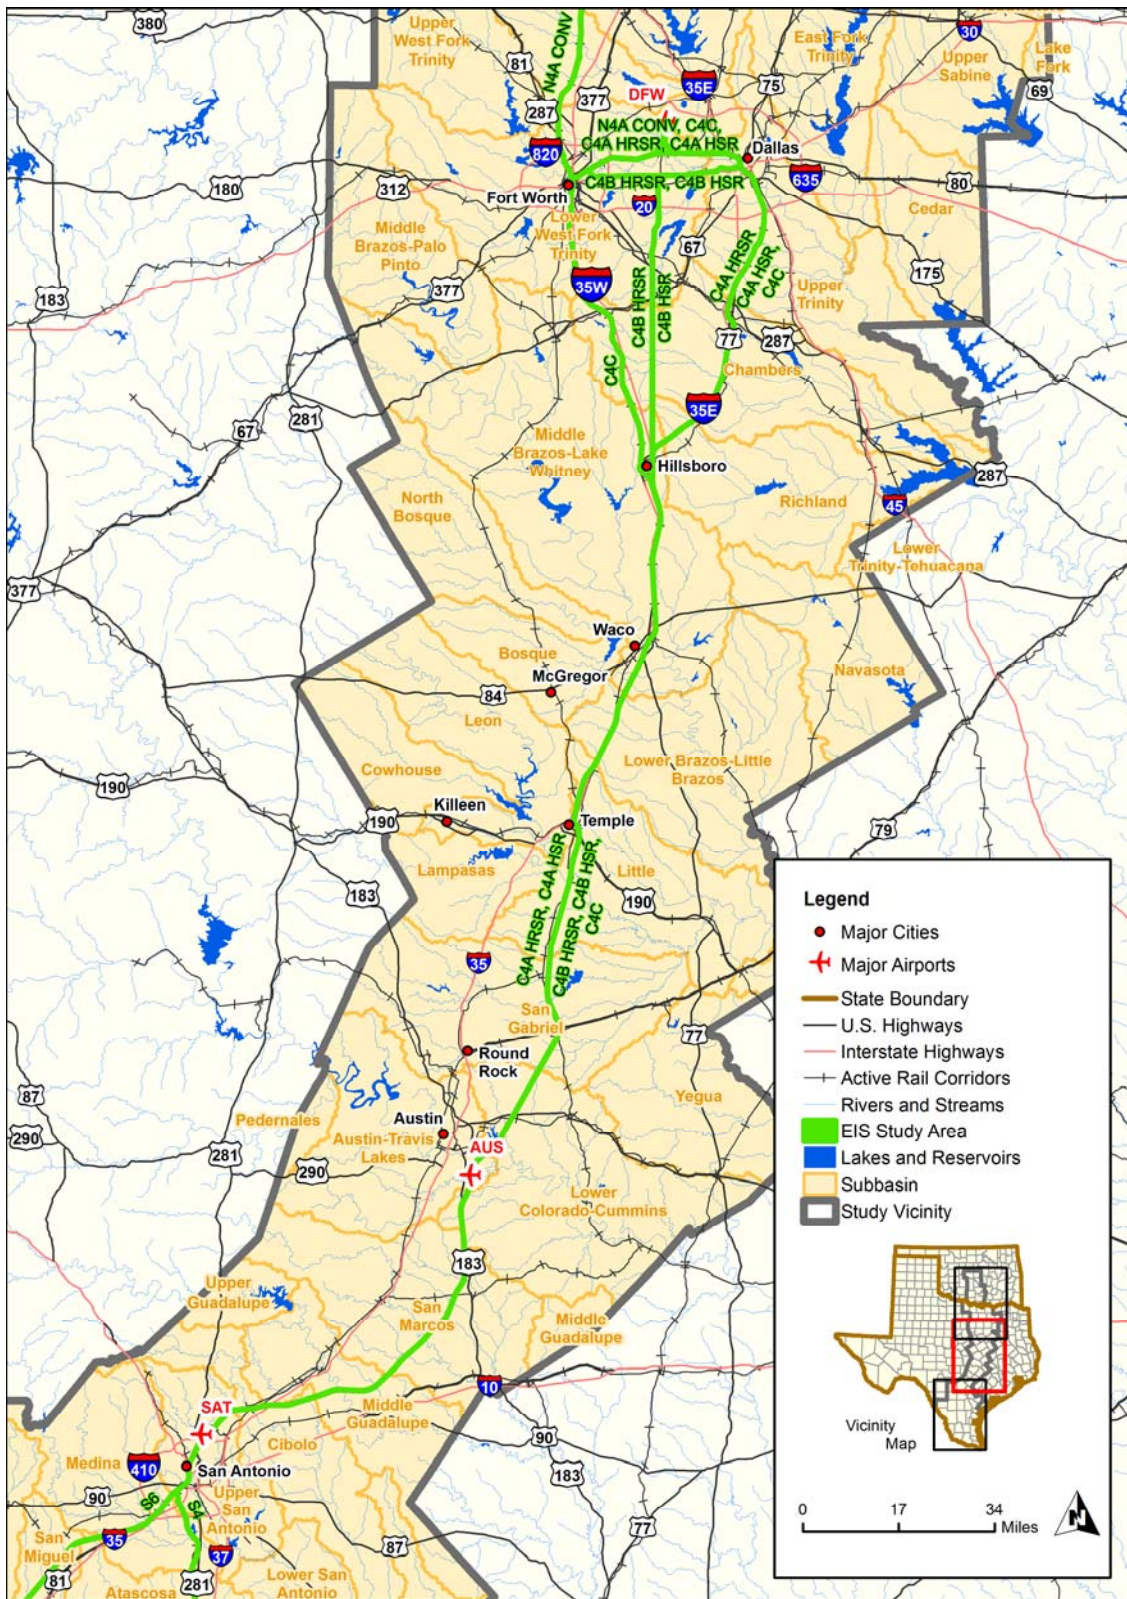 380
Upper
West Fork
Trinity
N4A CONV
East Fork
Trinity
30
Upper
Sabine
Lake
Fork
81
35E
75
69
DFW
377
287
N4A CONV, C4C,
C4A HRSR, C4A HSR
820
Dallas
180
312
C4B HRSR, C4B HSR
635
80
Fort Worth
20
Lower
West Fork
Trinity
Cedar
Middle
Brazos-Palo
Pinto
67
175
183
377
35W
C4B HRSR
C4B HSR
C4A HRSR
C4A HSR,
C4C
Upper
Trinity
77
287
C4C
Chambers
281
67
35E
Middle
Brazos-Lake
Whitney
Hillsboro
287
North
Bosque
Richland
45
377
Lower
Trinity-Tehuacana
Waco
Bosque
McGregor
Navasota
84
Leon
Lower Brazos-Little
Brazos
Cowhouse
190
Killeen
190
Temple
79
Lampasas
Little
183
190
C4A HRSR, C4A HSR
C4B HRSR, C4B HSR,
C4C
35
San
Gabriel
77
Round
Rock
87
Yegua
Pedernales
Austin
290
Austin-Travis
Lakes
AUS
281
290
Lower
Colorado-Cummins
183
Upper
Guadalupe
San
Marcos
Middle
Guadalupe
10
SAT
Middle
Guadalupe
Cibolo
90
Medina
410
San Antonio
183
90
S6
S4
Upper
San
Antonio
77
San
Miguel
35
37
87
81
Atascosa
281
Lower San
Antonio
Legend
Major Cities
Major Airports
State Boundary
U.S. Highways
Interstate Highways
Active Rail Corridors
Rivers and Streams
EIS Study Area
Lakes and Reservoirs
Subbasin
Study Vicinity
Vicinity
Map
0 17 34
Miles
N